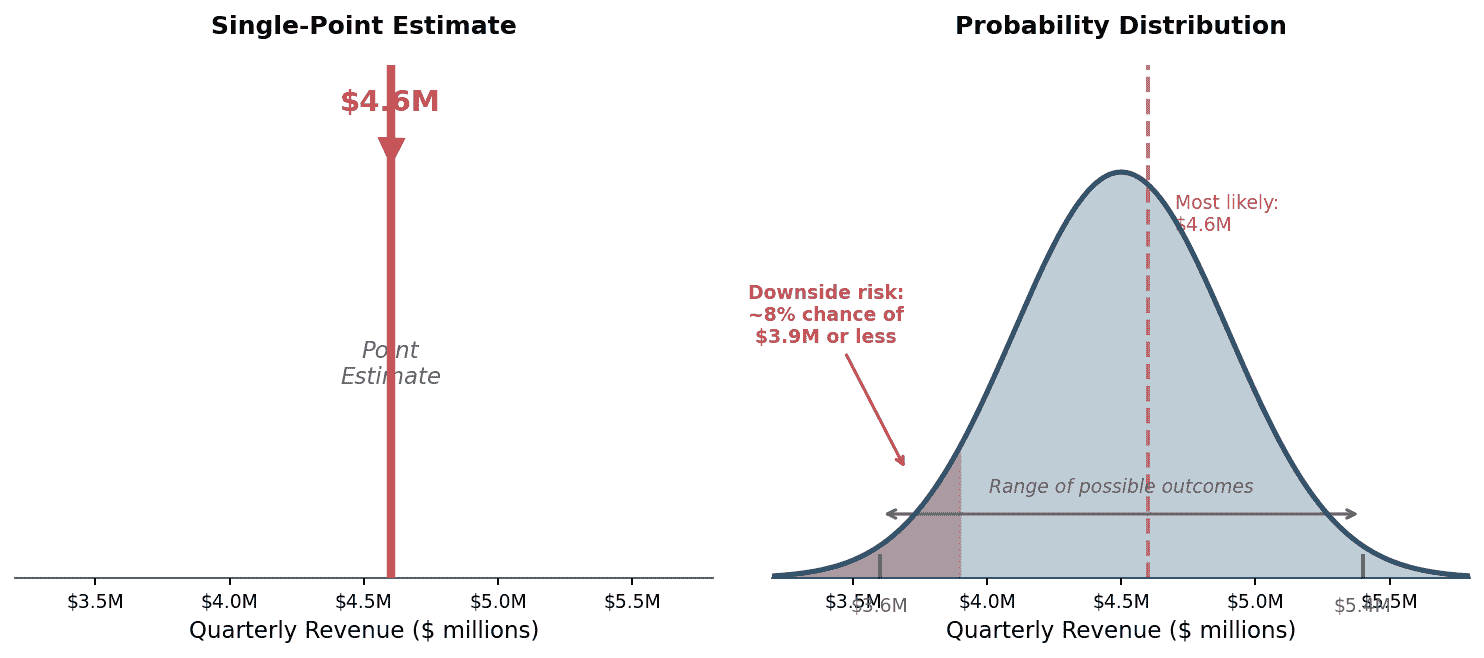 Single-Point Estimate
$4.6M
Point
Estimate
$3.5M $4.0M $4.5M $5.0M $5.5M
Quarterly Revenue ($ millions)
Probability Distribution
Most likely:
$4.6M
Downside risk:
~8% chance of
$3.9M or less
Range of possible outcomes
$3.5M $4.0M $4.5M $5.0M $5.5M
$3.6M $5.4M
Quarterly Revenue ($ millions)